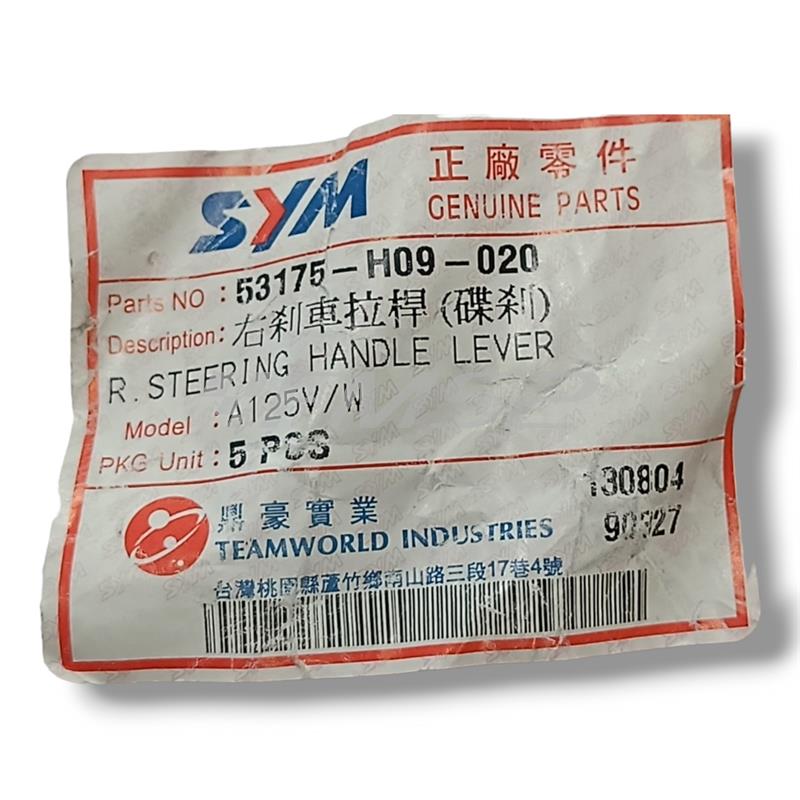 SYM
正廠零件
GENUINE PARTS
Parts NO : 53175-H09-020
Description: 右剎車拉桿(碟剎)
R.STEERING HANDLE LEVER
Model : A125V/W
PKG Unit : 5 PCS
130804
鼎豪實業
90327
TEAMWORLD INDUSTRIES
台灣桃園縣蘆竹鄉南山路三段17巷4號